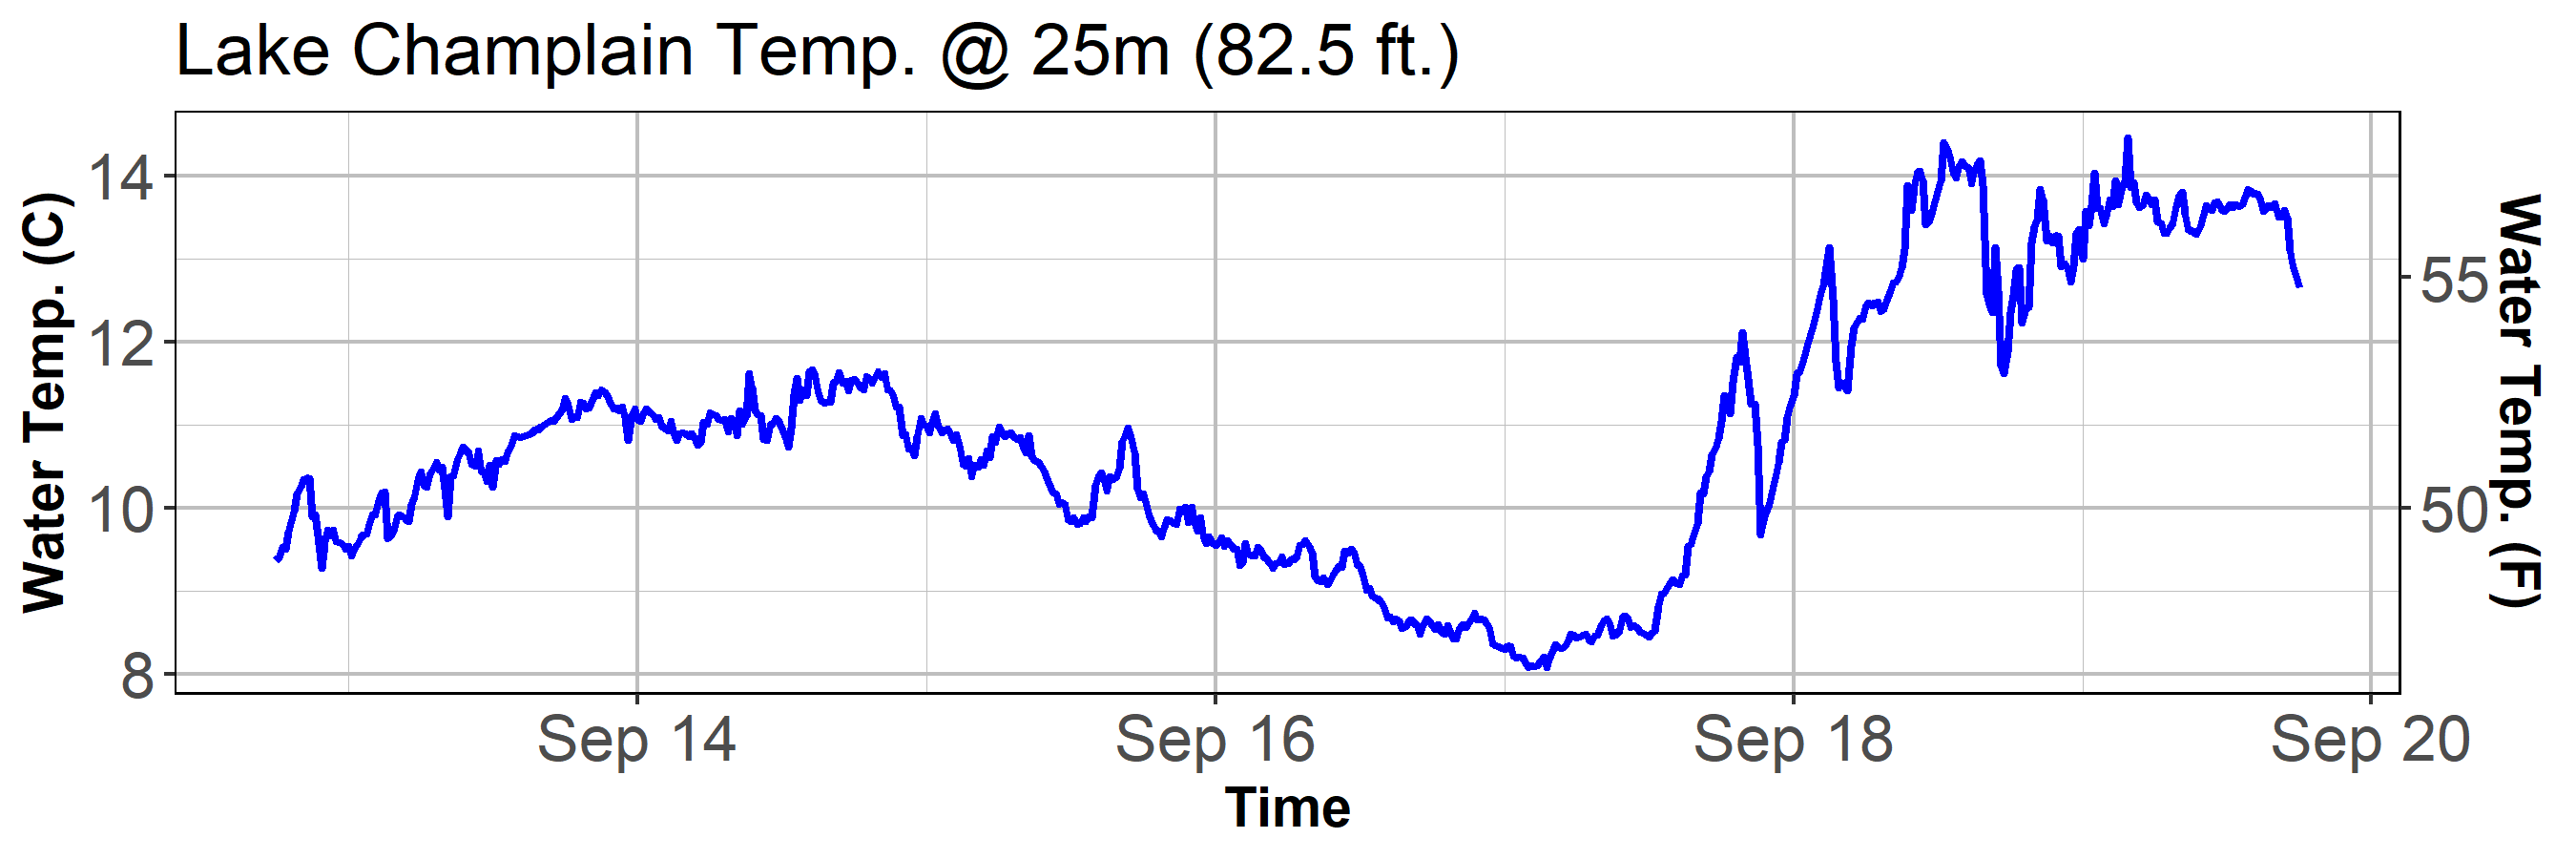 Lake Champlain Temp. @ 25m (82.5 ft.)
Water Temp. (C)
14
12
10
8
55
50
Water Temp. (F)
Sep 14
Sep 16
Sep 18
Sep 20
Time